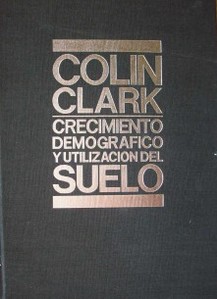 COLIN
CLARK
CRECIMIENTO
DEMOGRAFICO
Y UTILIZACION DEL
SUELO